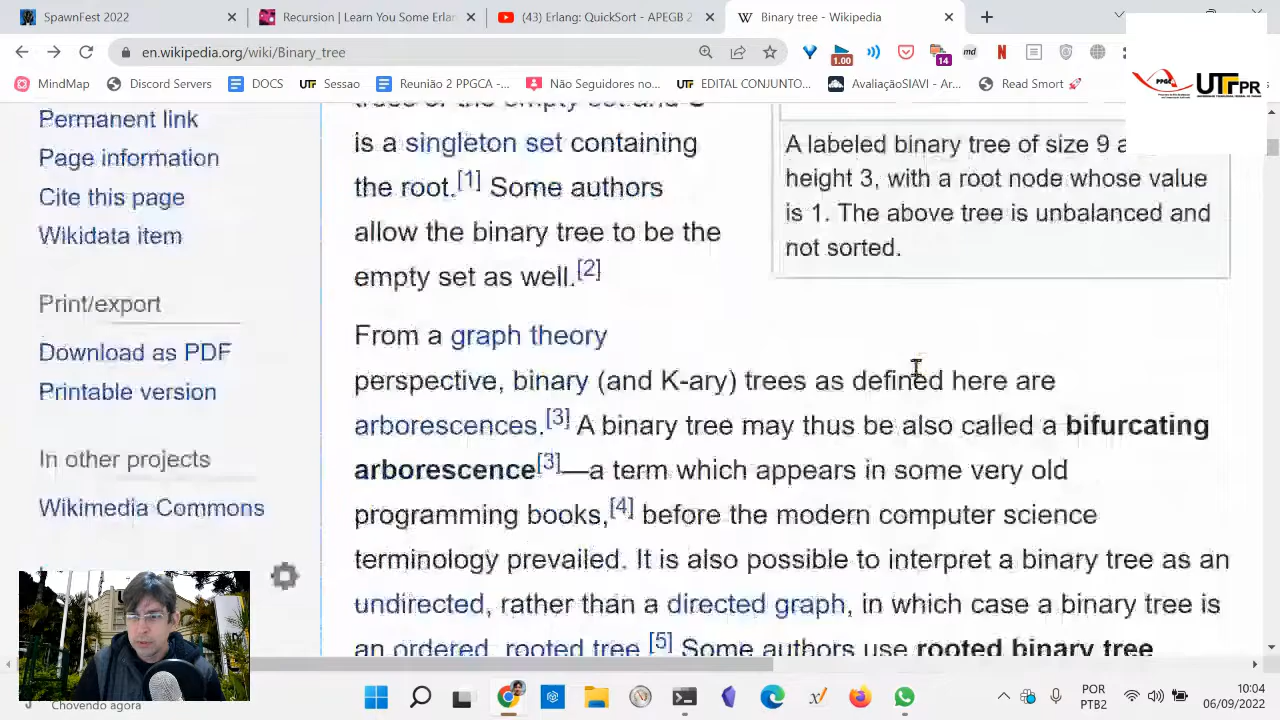 SpawnFest 2022
Recursion | Learn You Some Erla
(43) Erlang: QuickSort - APEGB 2
Binary tree - Wikipedia
en.wikipedia.org/wiki/Binary_tree
1.00
14
md
N
MindMap
Discord Servers
DOCS
Sessao
Reunião 2 PESCA -...
Não Seguidores no...
EDITAL CONJUNTO...
AvaliaçãoSIAVI - Ar...
Read Smort 🚀
UTFPR
Permanent link
Page information
Cite this page
Wikidata item
Print/export
Download as PDF
Printable version
In other projects
Wikimedia Commons
is a singleton set containing
the root.[1] Some authors
allow the binary tree to be the
empty set as well.[2]
A labeled binary tree of size 9 a
height 3, with a root node whose value
is 1. The above tree is unbalanced and
not sorted.
From a graph theory
perspective, binary (and K-ary) trees as defined here are
arborescences.[3] A binary tree may thus be also called a bifurcating
arborescence[3]—a term which appears in some very old
programming books,[4] before the modern computer science
terminology prevailed. It is also possible to interpret a binary tree as an
undirected, rather than a directed graph, in which case a binary tree is
an ordered, rooted tree.[5] Some authors use rooted binary tree
Chovendo agora
POR
PTB2
10:04
06/09/2022